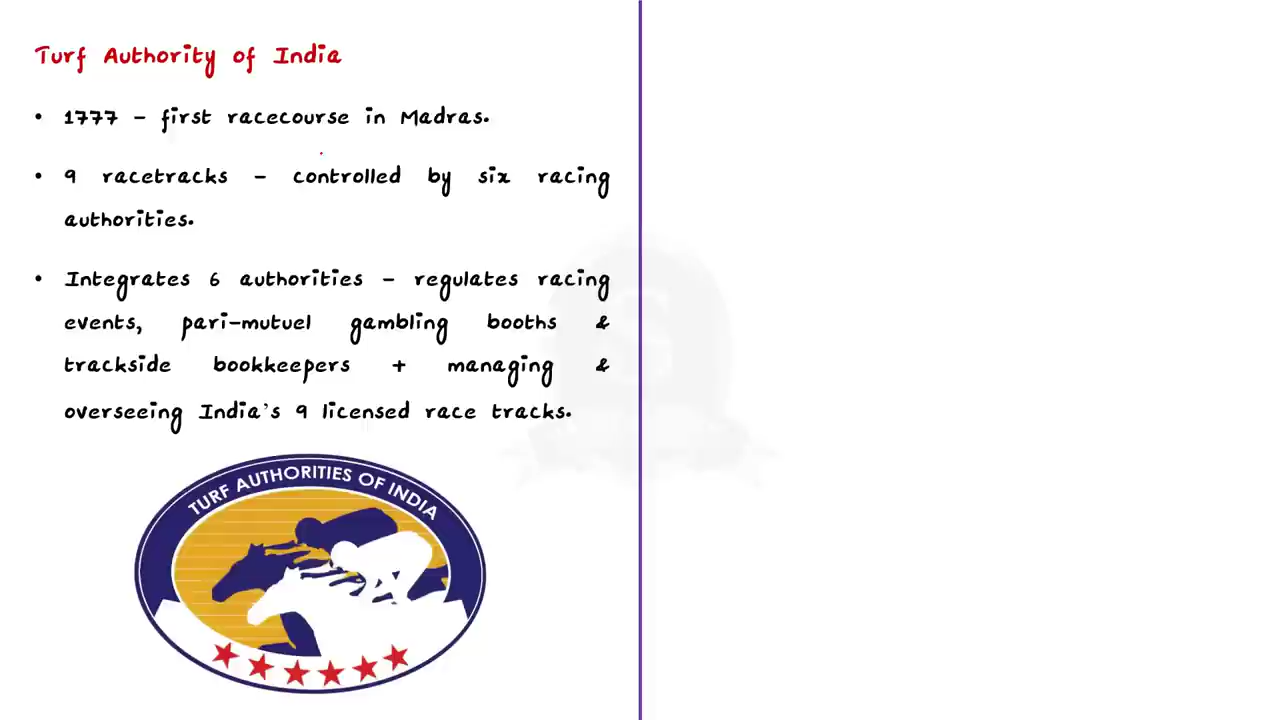 Turf Authority of India
• 1777 – first racecourse in Madras.
• 9 racetracks – controlled by six racing
authorities.
• Integrates 6 authorities – regulates racing
events, pari-mutuel gambling booths &
trackside bookkeepers + managing &
overseeing India's 9 licensed race tracks.
TURF AUTHORITIES OF INDIA